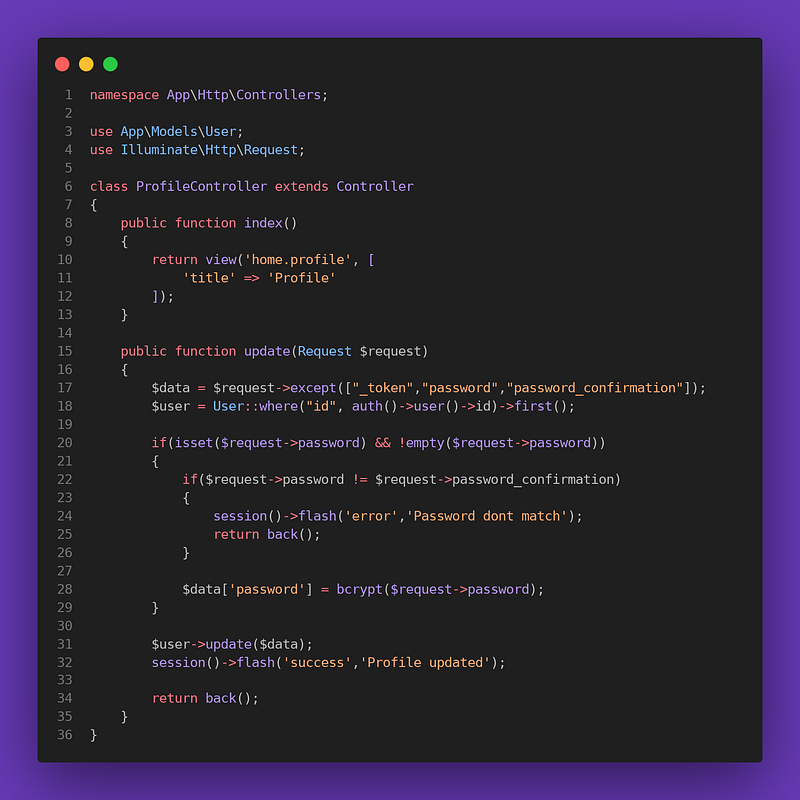 1 namespace App\Http\Controllers;
2
3 use App\Models\User;
4 use Illuminate\Http\Request;
5
6 class ProfileController extends Controller
7 {
8     public function index()
9     {
10         return view('home.profile', [
11             'title' => 'Profile'
12         ]);
13     }
14
15     public function update(Request $request)
16     {
17         $data = $request->except(["_token","password","password_confirmation"]);
18         $user = User::where("id", auth()->user()->id)->first();
19
20         if(isset($request->password) && !empty($request->password))
21         {
22             if($request->password != $request->password_confirmation)
23             {
24                 session()->flash('error','Password dont match');
25                 return back();
26             }
27
28             $data['password'] = bcrypt($request->password);
29         }
30
31         $user->update($data);
32         session()->flash('success','Profile updated');
33
34         return back();
35     }
36 }